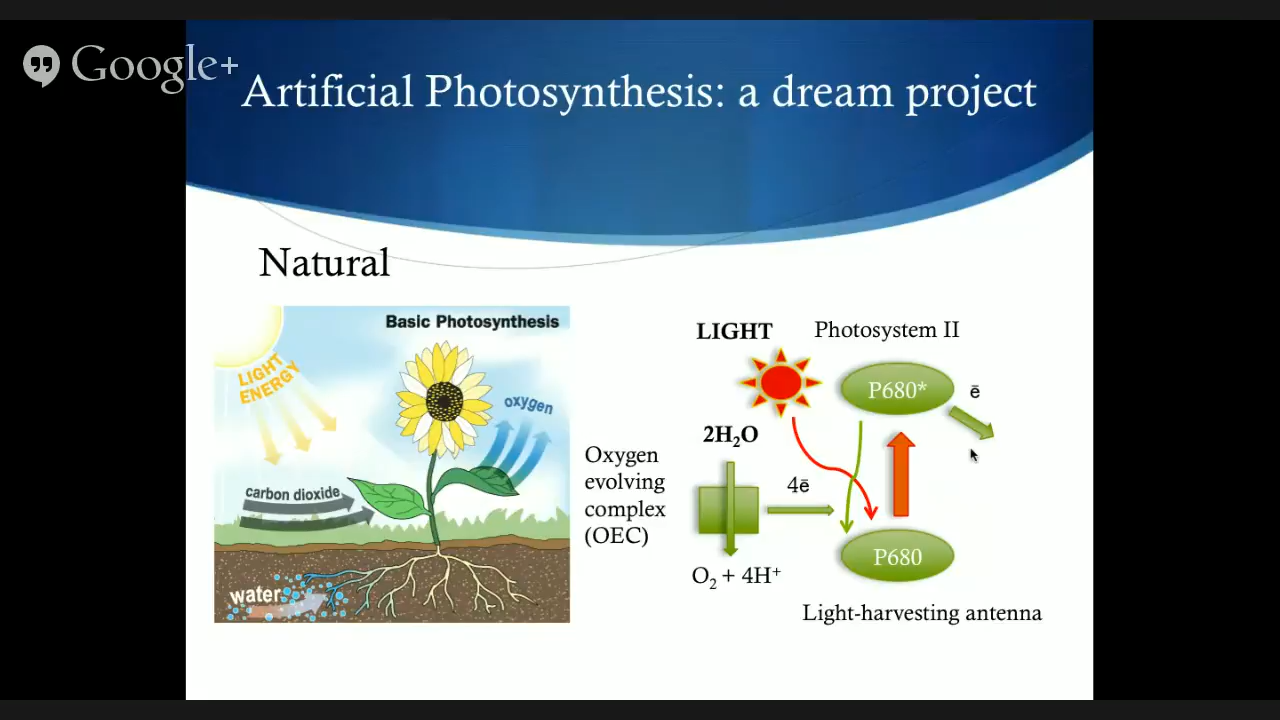 Google+
Artificial Photosynthesis: a dream project
Natural
Basic Photosynthesis
LIGHT
ENERGY
oxygen
carbon dioxide
water
Oxygen
evolving
complex
(OEC)
LIGHT
Photosystem II
P680*
ē
2H₂O
4ē
P680
O₂ + 4H⁺
Light-harvesting antenna